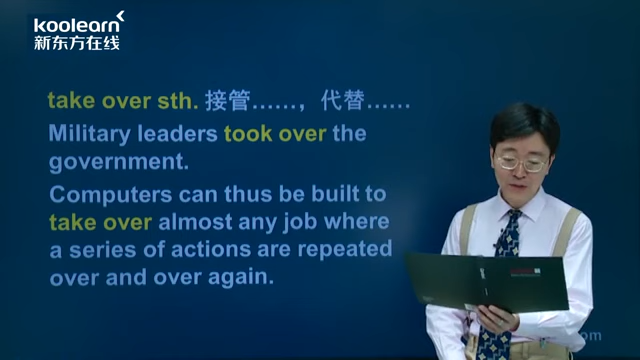 koolearn
新东方在线
take over sth. 接管……，代替……
Military leaders took over the
government.
Computers can thus be built to
take over almost any job where
a series of actions are repeated
over and over again.
om